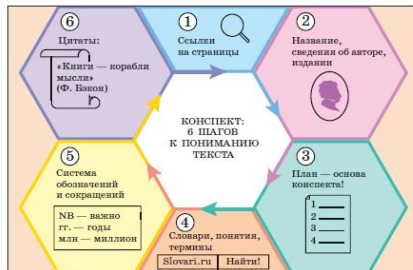 1
Ссылки
на страницы
2
Название,
сведения об авторе,
издании
3
План — основа
конспекта!
1
2
3
4
4
Словари, понятия,
термины
Slovari.ru Найти!
5
Система
обозначений
и сокращений
NB — важно
гг. — годы
млн — миллион
6
Цитаты:
«Книги — корабли
мысли»
(Ф. Бэкон)
КОНСПЕКТ:
6 ШАГОВ
К ПОНИМАНИЮ
ТЕКСТА